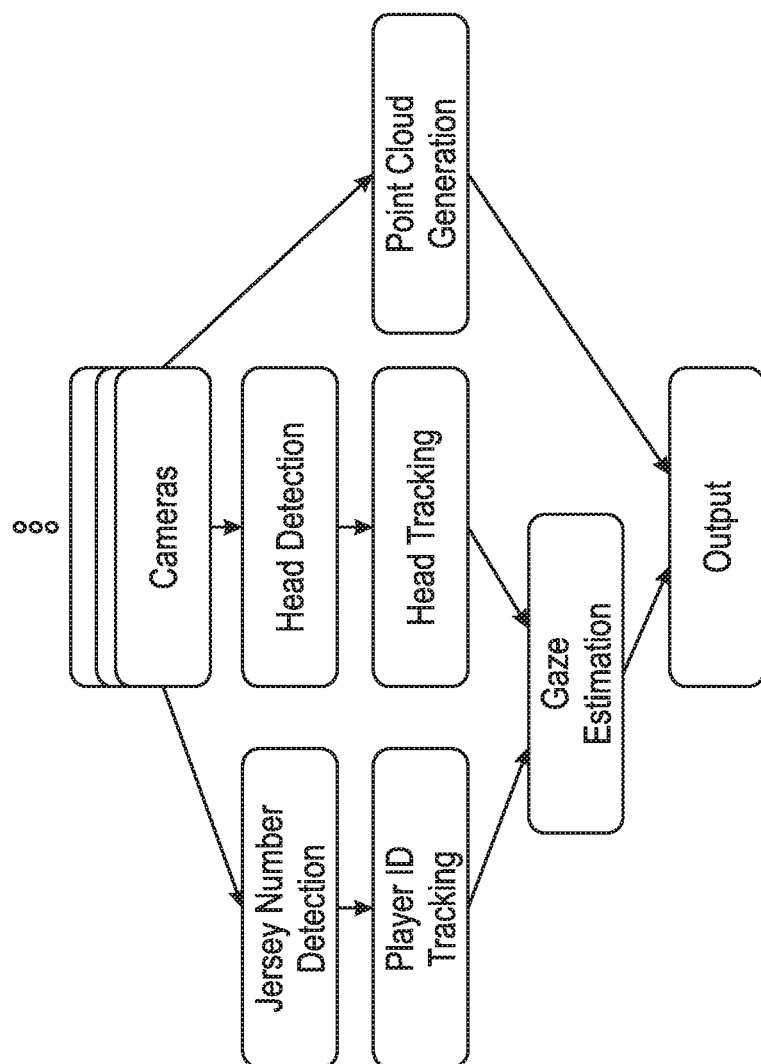 Cameras
Jersey Number
Detection
Head Detection
Player ID
Tracking
Head Tracking
Point Cloud
Generation
Gaze
Estimation
Output